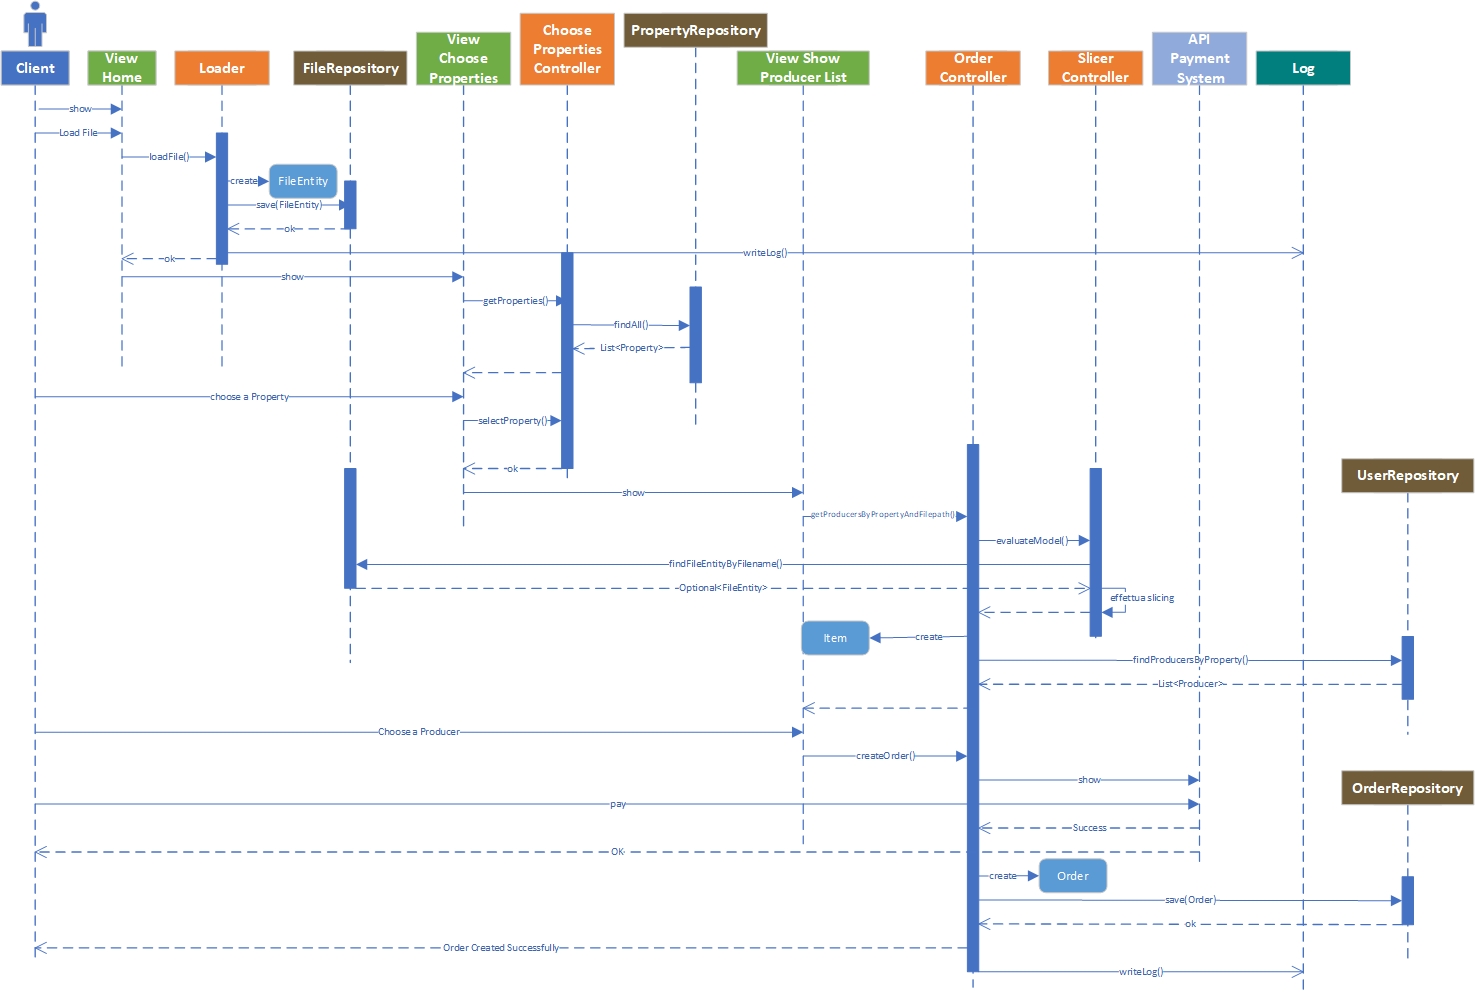 Client
View
Home
Loader
FileRepository
View
Choose
Properties
Choose
Properties
Controller
PropertyRepository
View Show
Producer List
Order
Controller
Slicer
Controller
API
Payment
System
Log
show
Load File
loadFile()
create
FileEntity
save(FileEntity)
ok
writeLog()
ok
show
getProperties()
findAll()
List<Property>
choose a Property
selectProperty()
ok
UserRepository
show
getProducersByPropertyAndFilepath()
evaluateModel()
findFileEntityByFilename()
Optional<FileEntity>
effettua slicing
Item
create
findProducersByProperty()
List<Producer>
Choose a Producer
createOrder()
show
OrderRepository
pay
Success
OK
create
Order
save(Order)
ok
Order Created Successfully
writeLog()